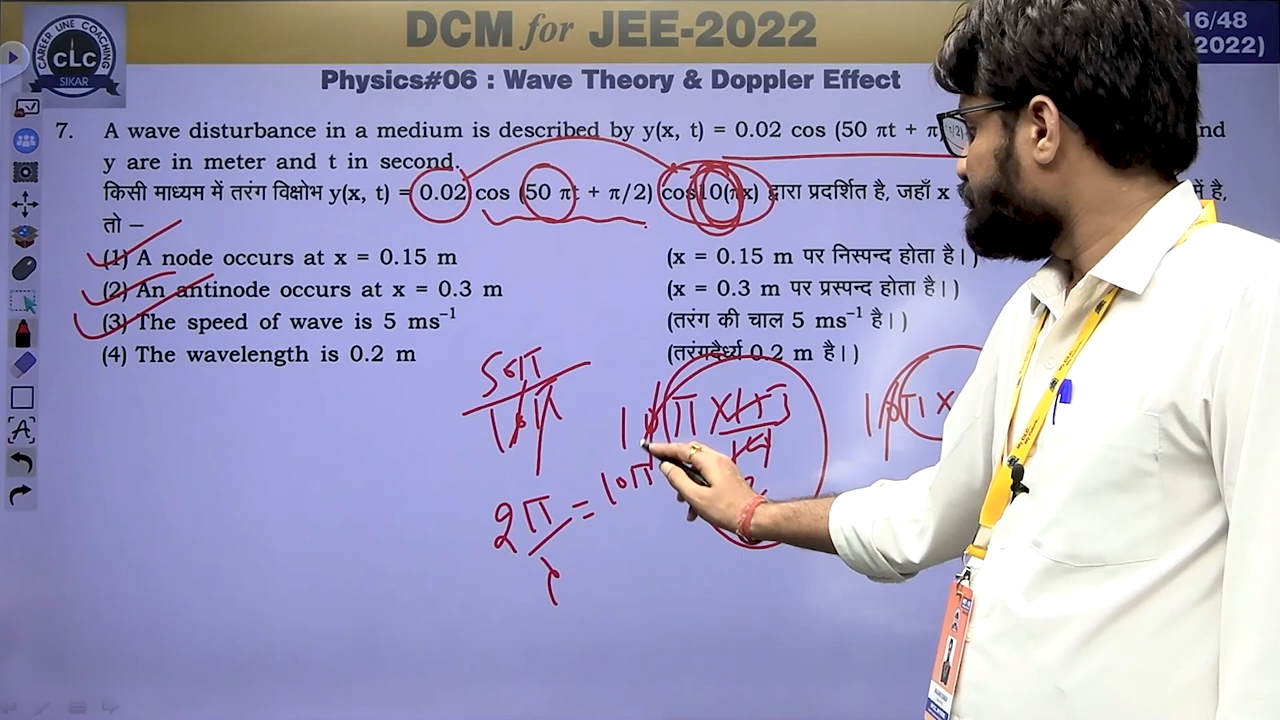 DCM for JEE-2022
16/48
2022)
CAREER LINE COACHING
CLC
SIKAR
Physics#06 : Wave Theory & Doppler Effect
7. A wave disturbance in a medium is described by y(x, t) = 0.02 cos (50 πt + π/2) nd
y are in meter and t in second.
किसी माध्यम में तरंग विक्षोभ y(x, t) = 0.02 cos (50 πt + π/2) cos10(πx) द्वारा प्रदर्शित है, जहाँ x में है,
तो –
(1) A node occurs at x = 0.15 m (x = 0.15 m पर निस्पन्द होता है।)
(2) An antinode occurs at x = 0.3 m (x = 0.3 m पर प्रस्पन्द होता है।)
(3) The speed of wave is 5 ms⁻¹ (तरंग की चाल 5 ms⁻¹ है।)
(4) The wavelength is 0.2 m (तरंगदैर्ध्य 0.2 m है।)
50π
10π
10π × 15
100
10π ×
2π = 10π
λ